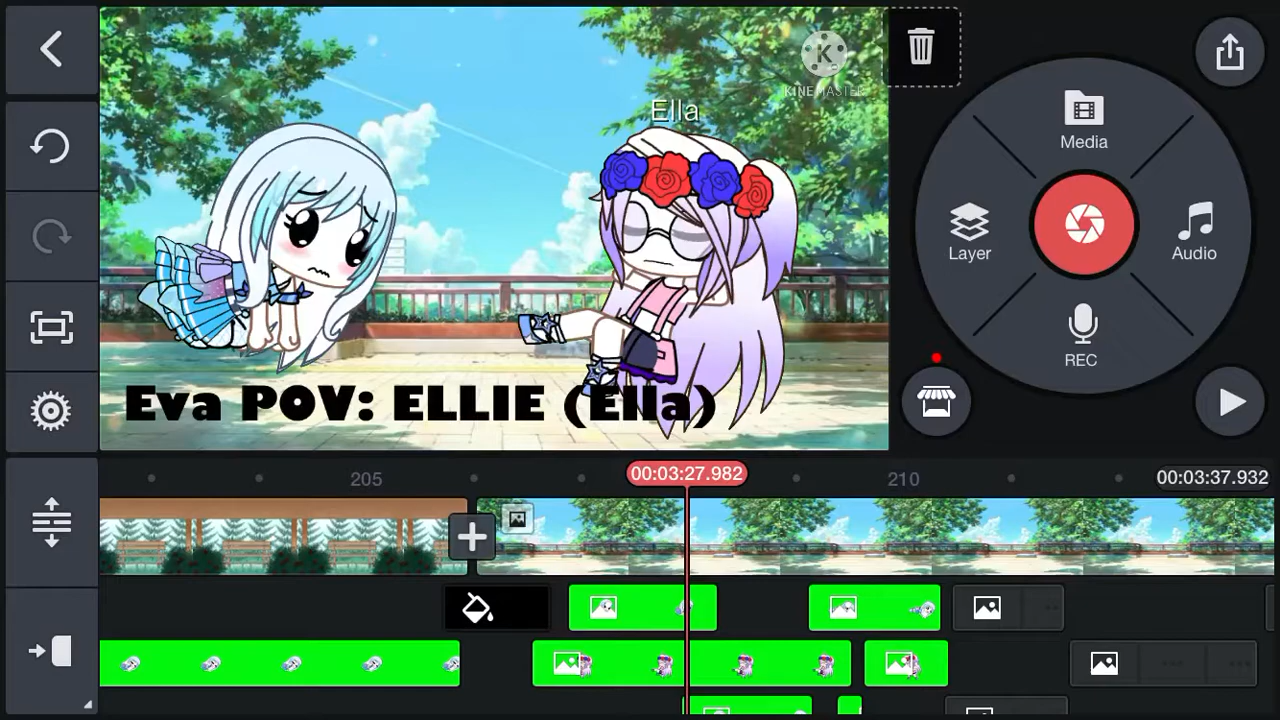 KINEMASTER
Ella
Eva POV: ELLIE (Ella)
Media
Layer
Audio
REC
00:03:27.982
205
210
00:03:37.932